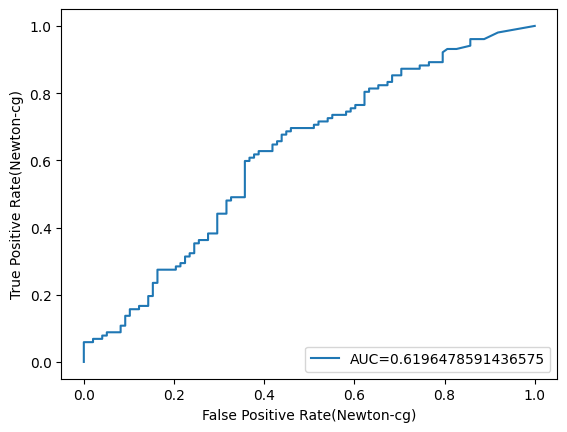 1.0
0.8
0.6
0.4
0.2
0.0
True Positive Rate(Newton-cg)
AUC=0.6196478591436575
0.0 0.2 0.4 0.6 0.8 1.0
False Positive Rate(Newton-cg)